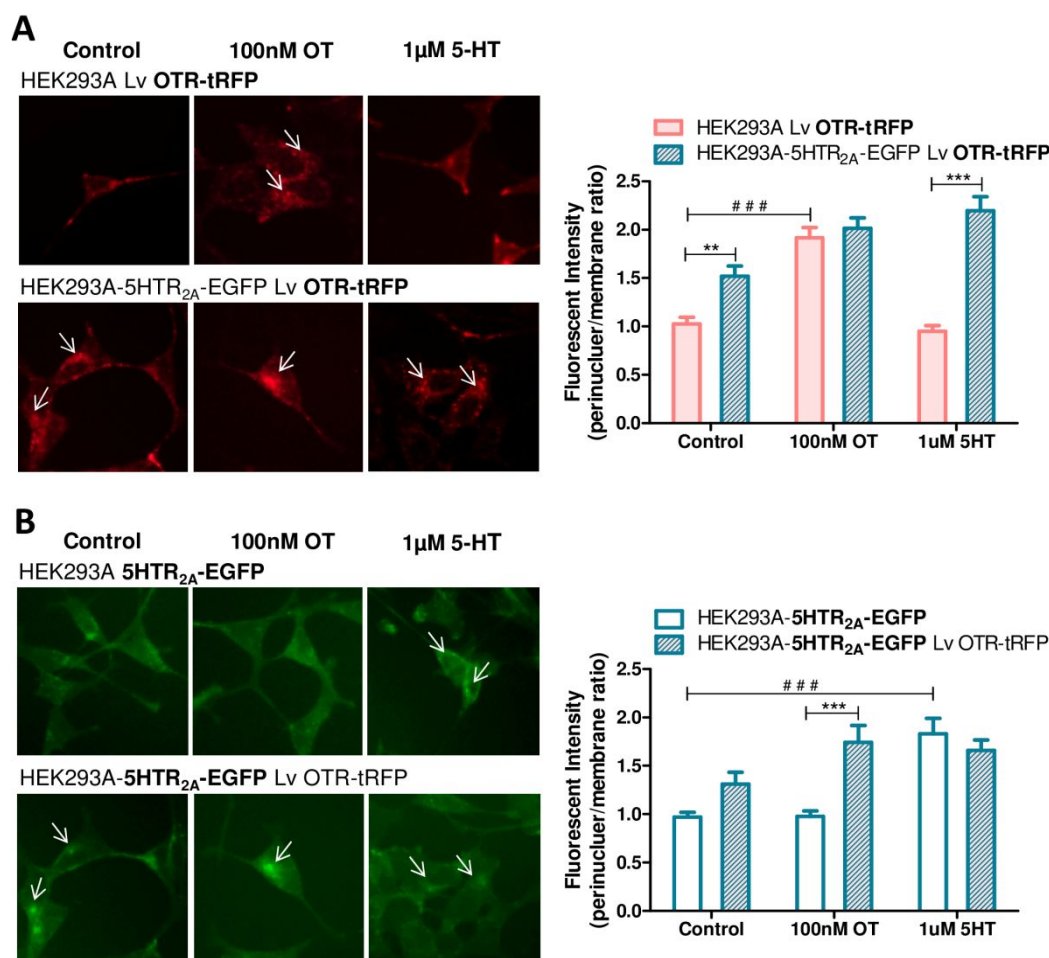 A
Control 100nM OT 1µM 5-HT
HEK293A Lv OTR-tRFP
HEK293A-5HTR2A-EGFP Lv OTR-tRFP
HEK293A Lv OTR-tRFP
HEK293A-5HTR2A-EGFP Lv OTR-tRFP
Fluorescent Intensity
(perinucluer/membrane ratio)
2.5
2.0
1.5
1.0
0.5
0.0
**
# # #
***
Control 100nM OT 1uM 5HT
B
Control 100nM OT 1µM 5-HT
HEK293A 5HTR2A-EGFP
HEK293A-5HTR2A-EGFP Lv OTR-tRFP
HEK293A-5HTR2A-EGFP
HEK293A-5HTR2A-EGFP Lv OTR-tRFP
Fluorescent Intensity
(perinucluer/membrane ratio)
2.5
2.0
1.5
1.0
0.5
0.0
# # #
***
Control 100nM OT 1uM 5HT